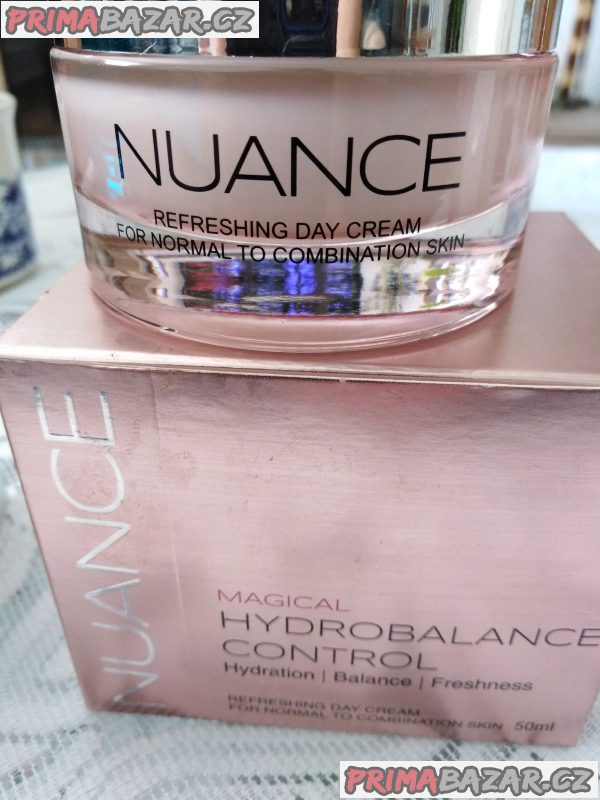 PRIMABAZAR.CZ
NUANCE
REFRESHING DAY CREAM
FOR NORMAL TO COMBINATION SKIN
NUANCE
MAGICAL
HYDROBALANCE
CONTROL
Hydration | Balance | Freshness
REFRESHING DAY CREAM
FOR NORMAL TO COMBINATION SKIN 50ml
PRIMABAZAR.CZ